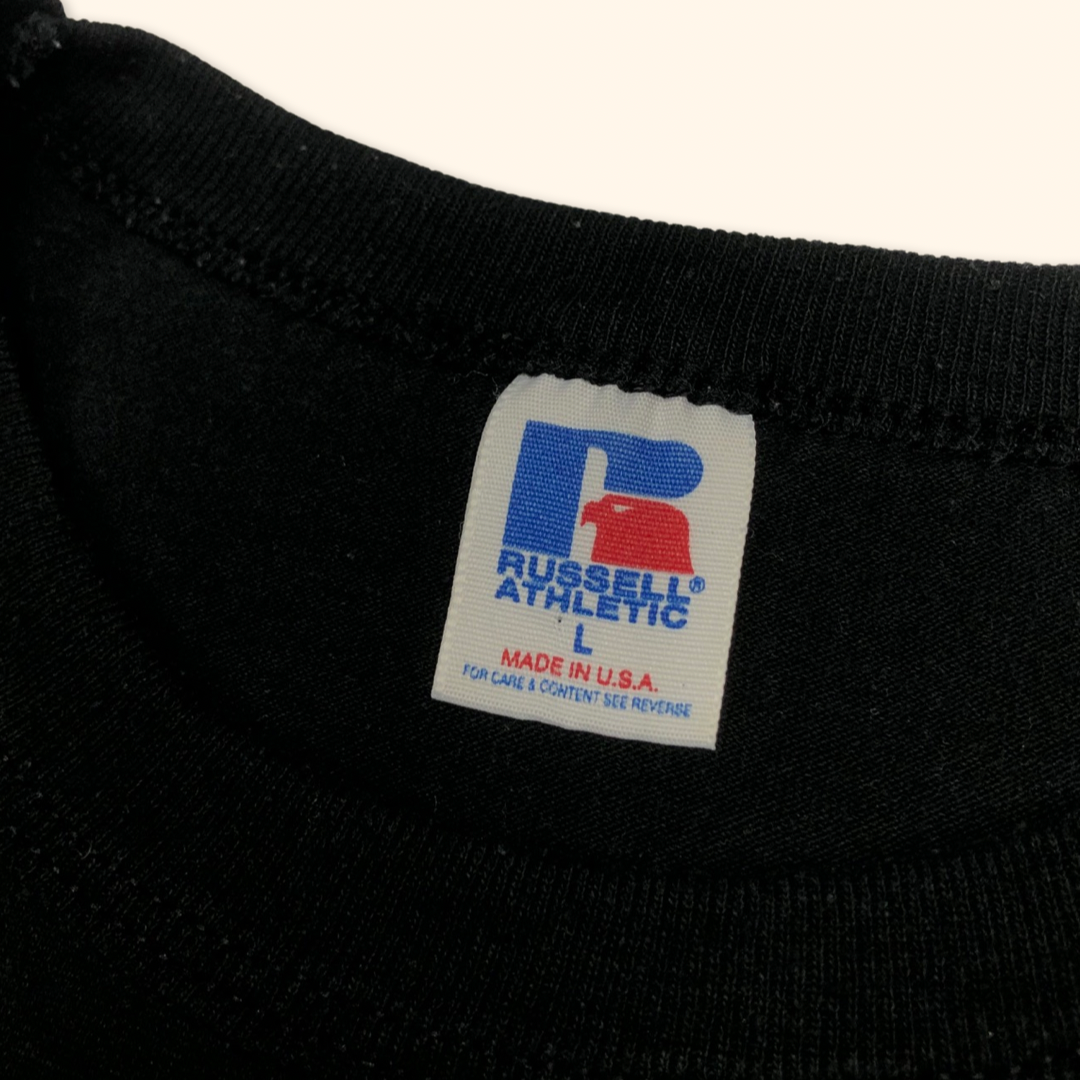 RUSSELL®
ATHLETIC
L
MADE IN U.S.A.
FOR CARE & CONTENT SEE REVERSE